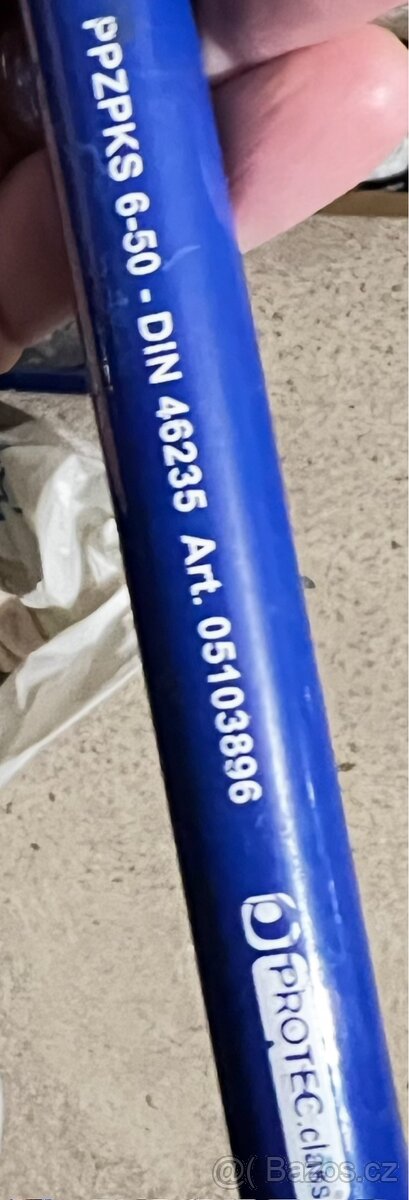 PPZPKS 6-50 - DIN 46235 Art. 05103896
PROTEC.class
@( Bazos.cz